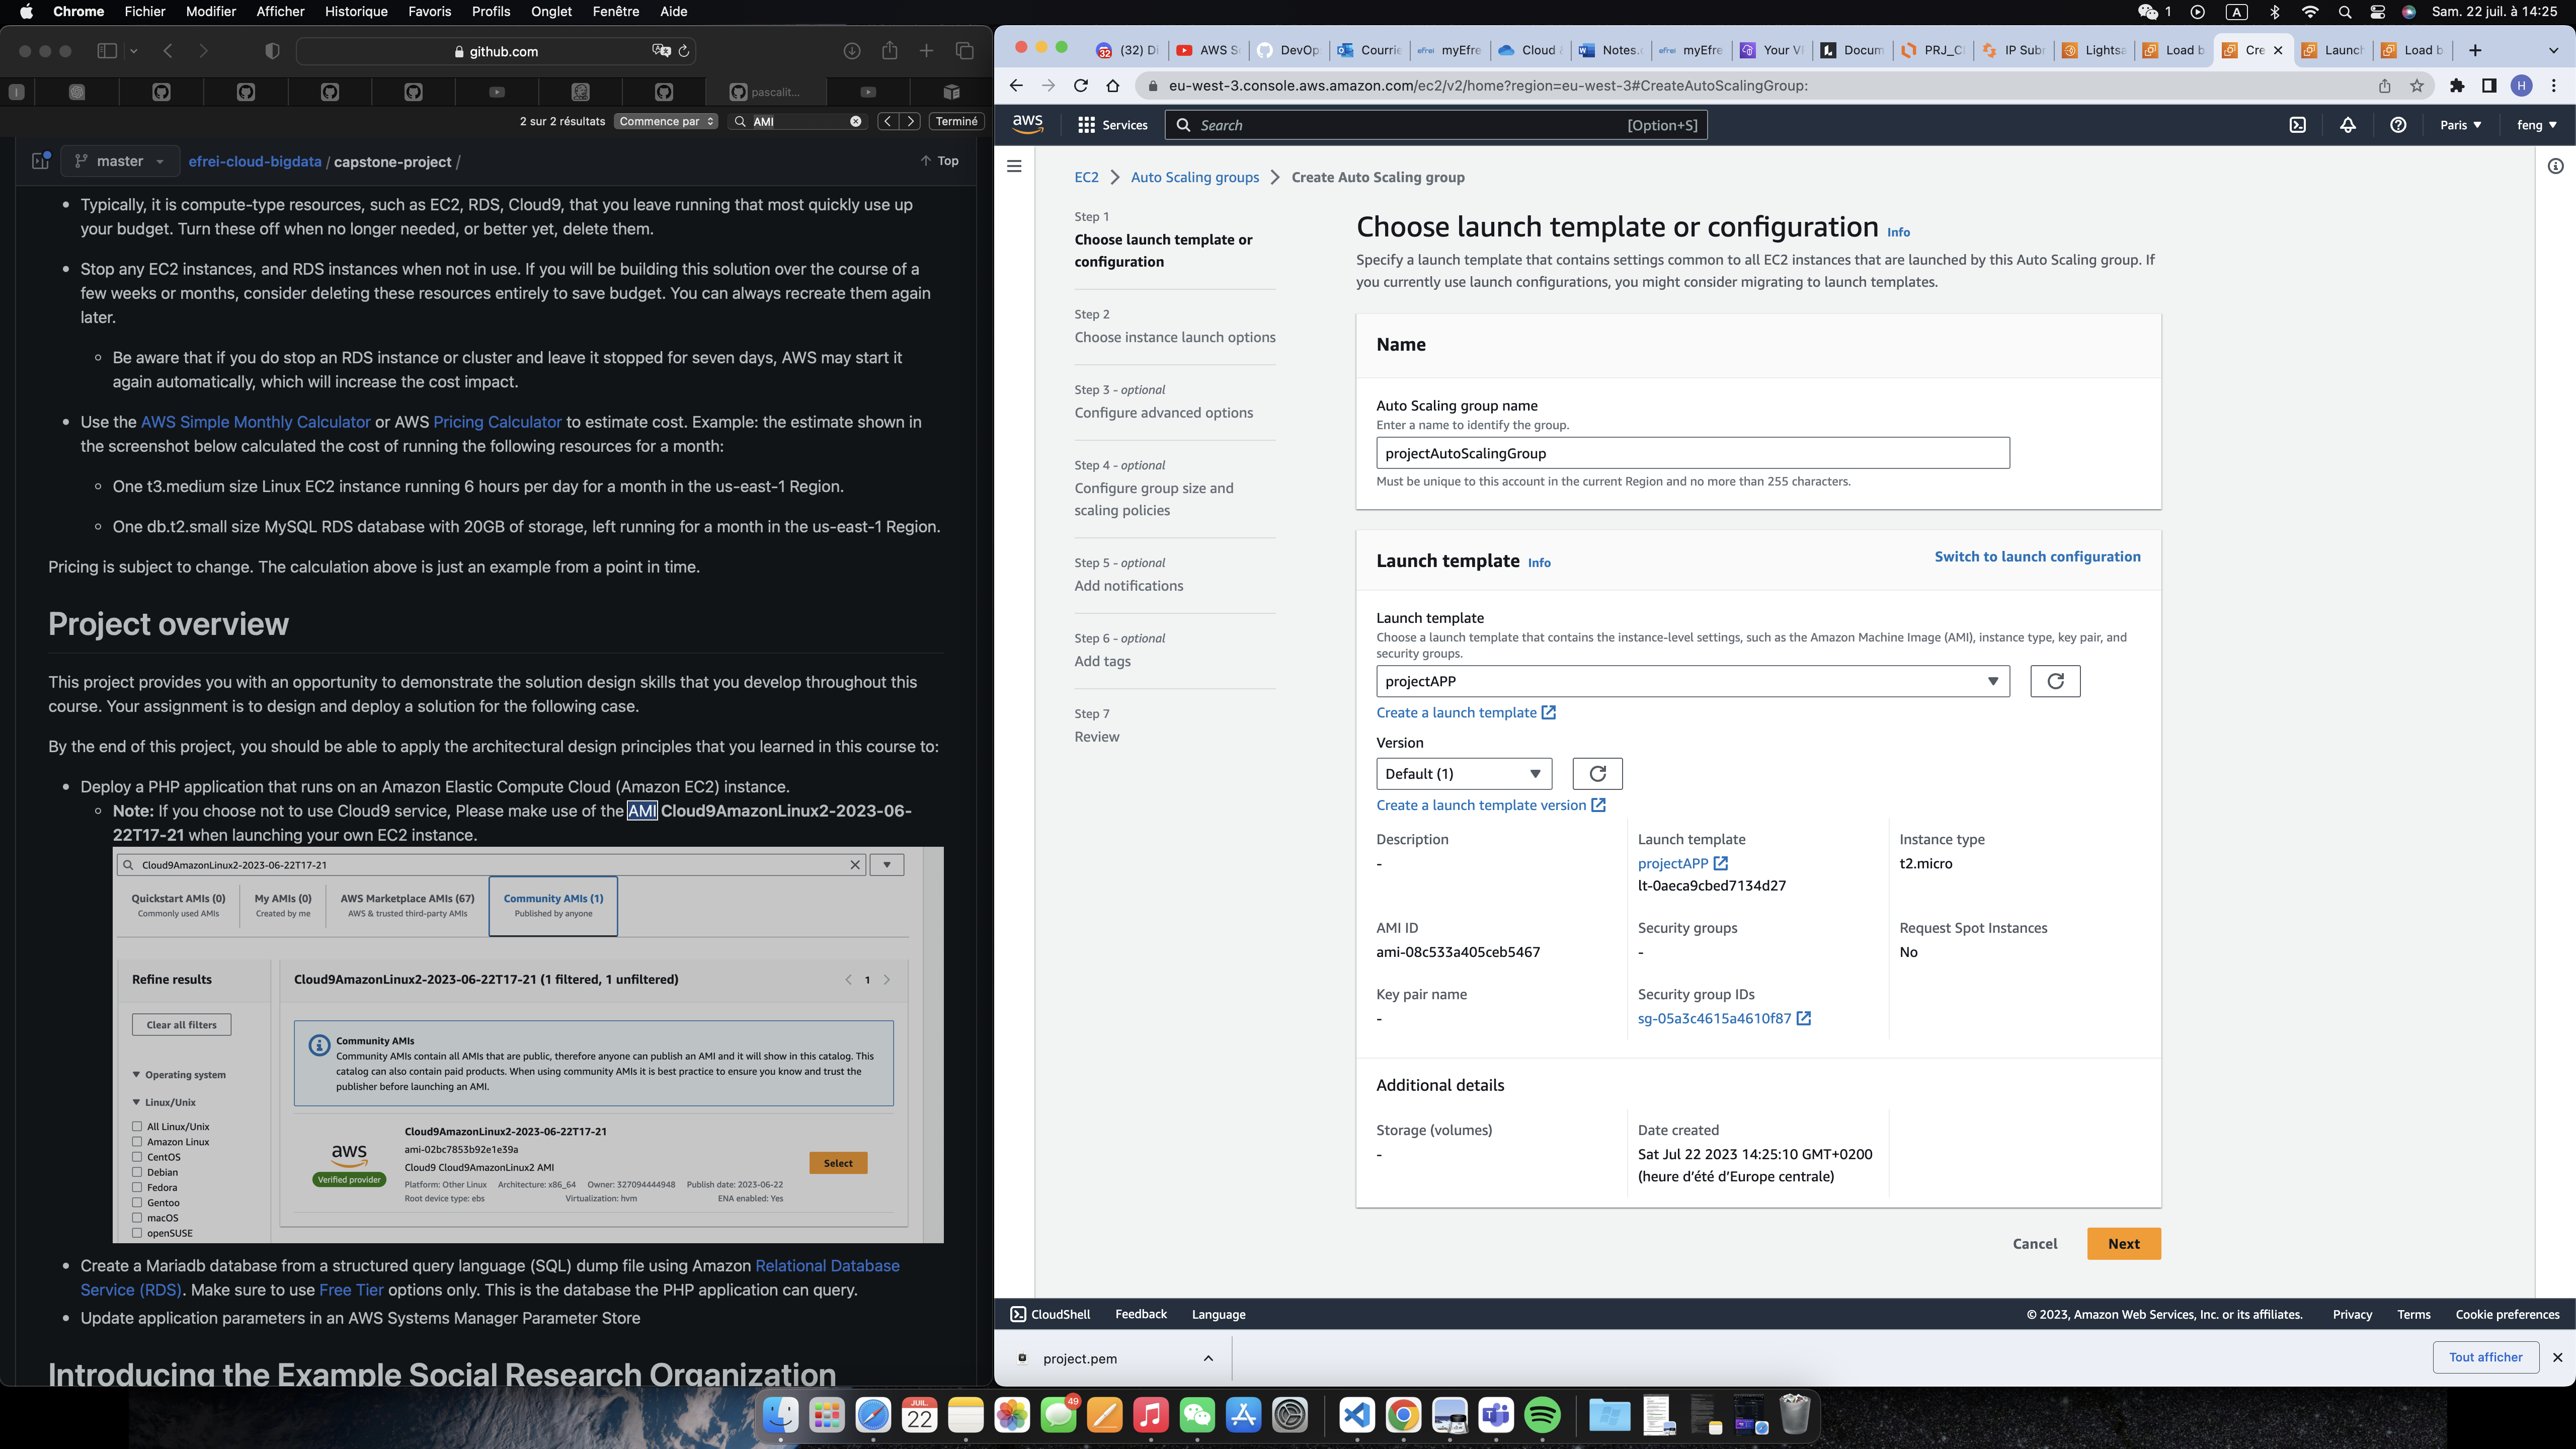 Chrome Fichier Modifier Afficher Historique Favoris Profils Onglet Fenêtre Aide
1 A Sam. 22 juil. à 14:25
github.com
pascalit...
2 sur 2 résultats Commence par AMI Terminé
master efrei-cloud-bigdata / capstone-project / Top
• Typically, it is compute-type resources, such as EC2, RDS, Cloud9, that you leave running that most quickly use up
your budget. Turn these off when no longer needed, or better yet, delete them.
• Stop any EC2 instances, and RDS instances when not in use. If you will be building this solution over the course of a
few weeks or months, consider deleting these resources entirely to save budget. You can always recreate them again
later.
Be aware that if you do stop an RDS instance or cluster and leave it stopped for seven days, AWS may start it
again automatically, which will increase the cost impact.
• Use the AWS Simple Monthly Calculator or AWS Pricing Calculator to estimate cost. Example: the estimate shown in
the screenshot below calculated the cost of running the following resources for a month:
One t3.medium size Linux EC2 instance running 6 hours per day for a month in the us-east-1 Region.
One db.t2.small size MySQL RDS database with 20GB of storage, left running for a month in the us-east-1 Region.
Pricing is subject to change. The calculation above is just an example from a point in time.
Project overview
This project provides you with an opportunity to demonstrate the solution design skills that you develop throughout this
course. Your assignment is to design and deploy a solution for the following case.
By the end of this project, you should be able to apply the architectural design principles that you learned in this course to:
• Deploy a PHP application that runs on an Amazon Elastic Compute Cloud (Amazon EC2) instance.
Note: If you choose not to use Cloud9 service, Please make use of the AMI Cloud9AmazonLinux2-2023-06-
22T17-21 when launching your own EC2 instance.
Cloud9AmazonLinux2-2023-06-22T17-21
Quickstart AMIs (0) My AMIs (0) AWS Marketplace AMIs (67) Community AMIs (1)
Commonly used AMIs Created by me AWS & trusted third-party AMIs Published by anyone
Refine results
Clear all filters
Operating system
Linux/Unix
All Linux/Unix
Amazon Linux
CentOS
Debian
Fedora
Gentoo
macOS
openSUSE
Cloud9AmazonLinux2-2023-06-22T17-21 (1 filtered, 1 unfiltered) 1
Community AMIs
Community AMIs contain all AMIs that are public, therefore anyone can publish an AMI and it will show in this catalog. This
catalog can also contain paid products. When using community AMIs it is best practice to ensure you know and trust the
publisher before launching an AMI.
aws
Verified provider
Cloud9AmazonLinux2-2023-06-22T17-21
ami-02bc7853b92e1e39a
Cloud9 Cloud9AmazonLinux2 AMI
Platform: Other Linux Architecture: x86_64 Owner: 327094444948 Publish date: 2023-06-22
Root device type: ebs Virtualization: hvm ENA enabled: Yes
Select
• Create a Mariadb database from a structured query language (SQL) dump file using Amazon Relational Database
Service (RDS). Make sure to use Free Tier options only. This is the database the PHP application can query.
• Update application parameters in an AWS Systems Manager Parameter Store
Introducing the Example Social Research Organization
(32) Di AWS So DevOp Courrie myEfre Cloud Notes. myEfre Your VI Docum PRJ_C IP Subr Lightsa Load b Cre Launch Load b
eu-west-3.console.aws.amazon.com/ec2/v2/home?region=eu-west-3#CreateAutoScalingGroup:
H
aws Services Search [Option+S] Paris feng
EC2 Auto Scaling groups Create Auto Scaling group
Step 1
Choose launch template or
configuration
Step 2
Choose instance launch options
Step 3 - optional
Configure advanced options
Step 4 - optional
Configure group size and
scaling policies
Step 5 - optional
Add notifications
Step 6 - optional
Add tags
Step 7
Review
Choose launch template or configuration Info
Specify a launch template that contains settings common to all EC2 instances that are launched by this Auto Scaling group. If
you currently use launch configurations, you might consider migrating to launch templates.
Name
Auto Scaling group name
Enter a name to identify the group.
projectAutoScalingGroup
Must be unique to this account in the current Region and no more than 255 characters.
Launch template Info Switch to launch configuration
Launch template
Choose a launch template that contains the instance-level settings, such as the Amazon Machine Image (AMI), instance type, key pair, and
security groups.
projectAPP
Create a launch template
Version
Default (1)
Create a launch template version
Description
-
Launch template
projectAPP
lt-0aeca9cbed7134d27
Instance type
t2.micro
AMI ID
ami-08c533a405ceb5467
Security groups
-
Request Spot Instances
No
Key pair name
-
Security group IDs
sg-05a3c4615a4610f87
Additional details
Storage (volumes)
-
Date created
Sat Jul 22 2023 14:25:10 GMT+0200
(heure d'été d'Europe centrale)
Cancel Next
CloudShell Feedback Language © 2023, Amazon Web Services, Inc. or its affiliates. Privacy Terms Cookie preferences
project.pem Tout afficher
JUIL.
22
49